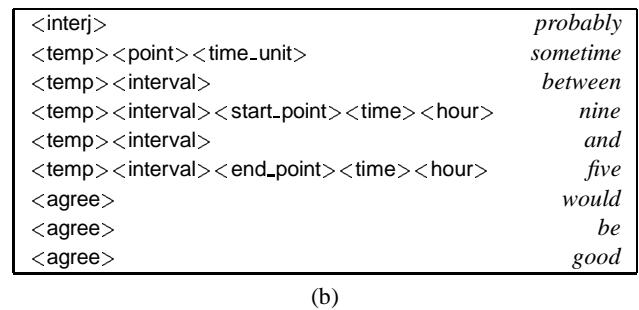 <interj> probably
<temp><point><time_unit> sometime
<temp><interval> between
<temp><interval><start_point><time><hour> nine
<temp><interval> and
<temp><interval><end_point><time><hour> five
<agree> would
<agree> be
<agree> good
(b)